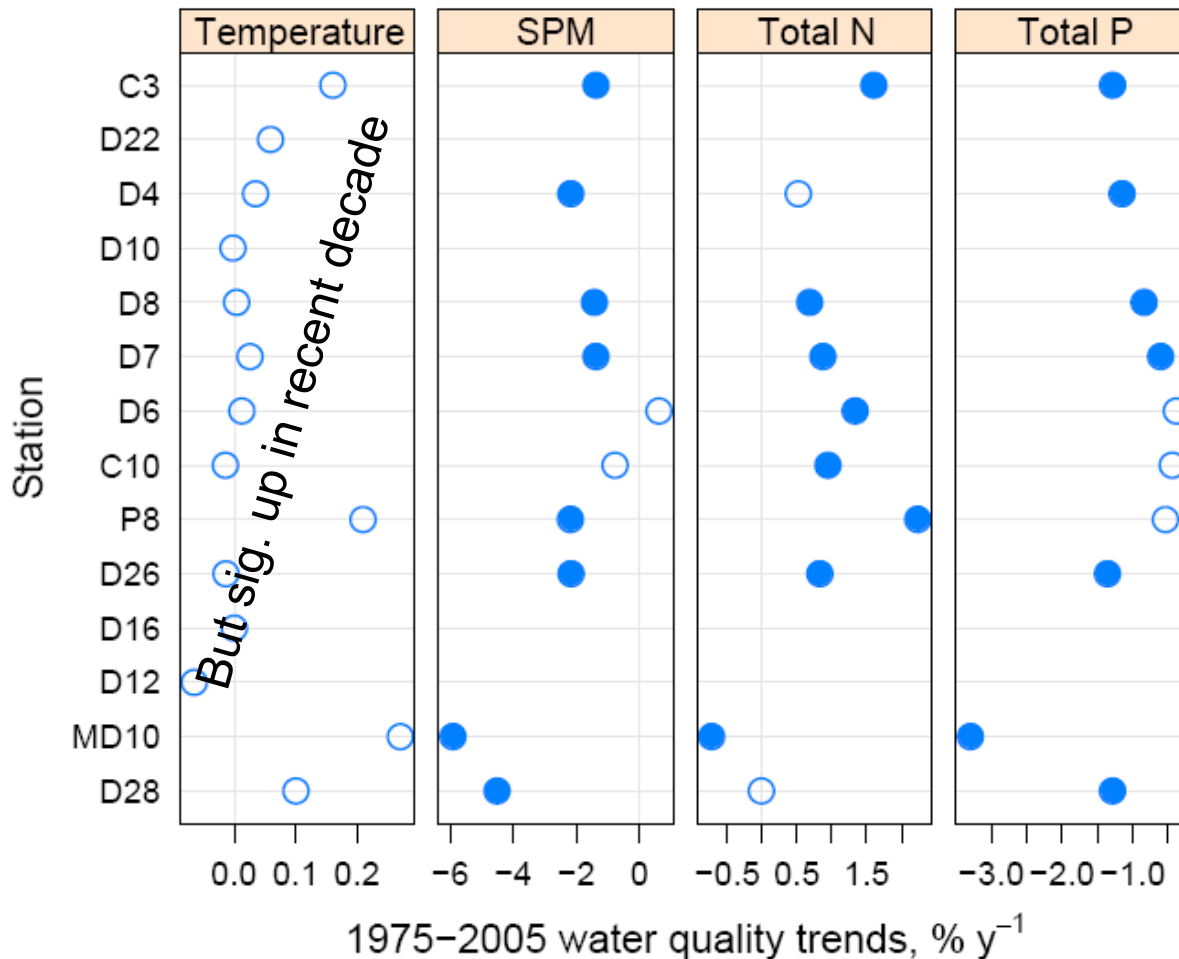 Temperature SPM Total N Total P
C3
D22
D4
D10
D8
D7
D6
C10
P8
D26
D16
D12
MD10
D28
Station
But sig. up in recent decade
0.0 0.1 0.2 −6 −4 −2 0 −0.5 0.5 1.5 −3.0 −2.0 −1.0
1975−2005 water quality trends, % y⁻¹